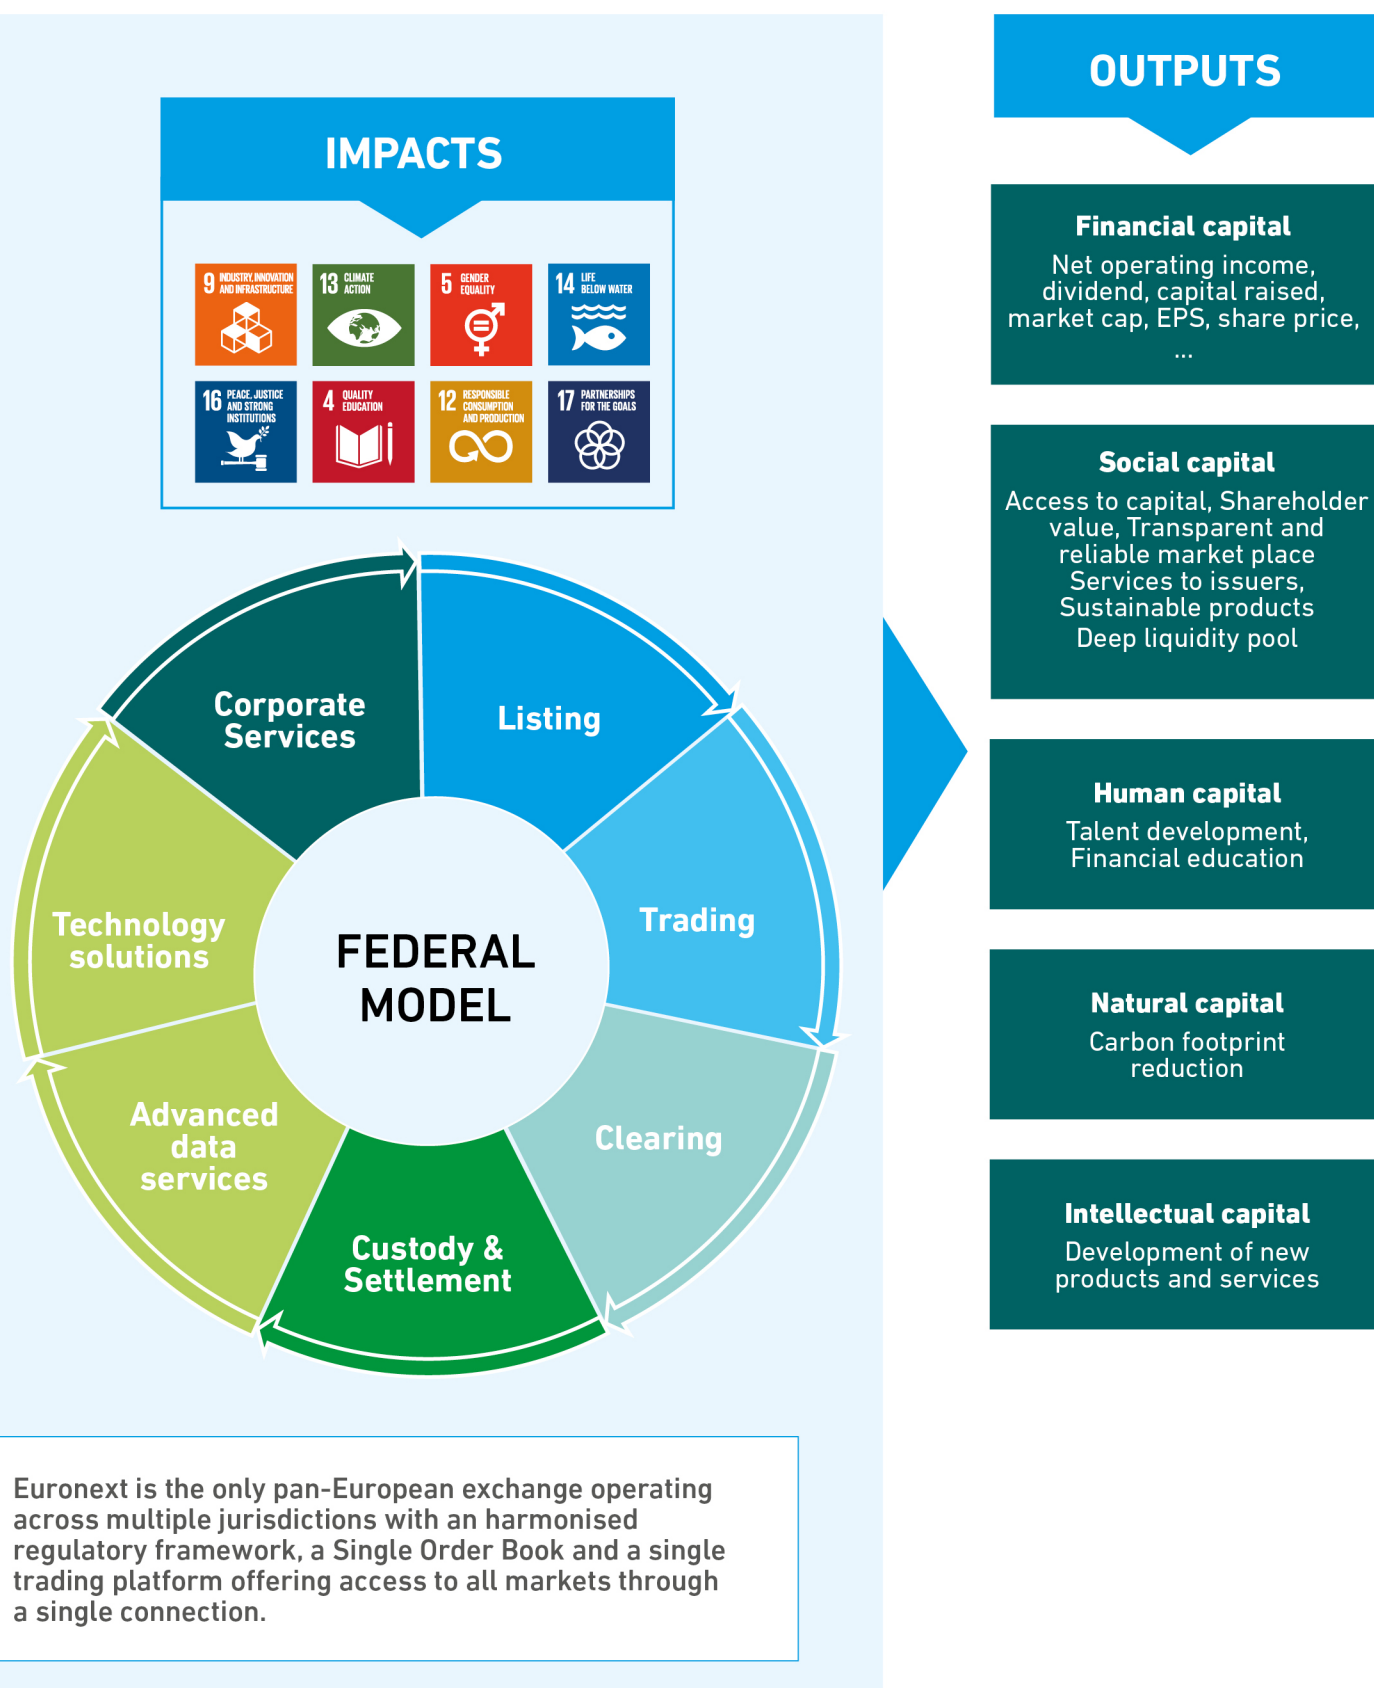 IMPACTS
9 INDUSTRY, INNOVATION
AND INFRASTRUCTURE
13 CLIMATE
ACTION
5 GENDER
EQUALITY
14 LIFE
BELOW WATER
16 PEACE, JUSTICE
AND STRONG
INSTITUTIONS
4 QUALITY
EDUCATION
12 RESPONSIBLE
CONSUMPTION
AND PRODUCTION
17 PARTNERSHIPS
FOR THE GOALS
Corporate
Services
Listing
Trading
Clearing
Custody &
Settlement
Advanced
data
services
Technology
solutions
FEDERAL
MODEL
Euronext is the only pan-European exchange operating
across multiple jurisdictions with an harmonised
regulatory framework, a Single Order Book and a single
trading platform offering access to all markets through
a single connection.
OUTPUTS
Financial capital
Net operating income,
dividend, capital raised,
market cap, EPS, share price,
...
Social capital
Access to capital, Shareholder
value, Transparent and
reliable market place
Services to issuers,
Sustainable products
Deep liquidity pool
Human capital
Talent development,
Financial education
Natural capital
Carbon footprint
reduction
Intellectual capital
Development of new
products and services